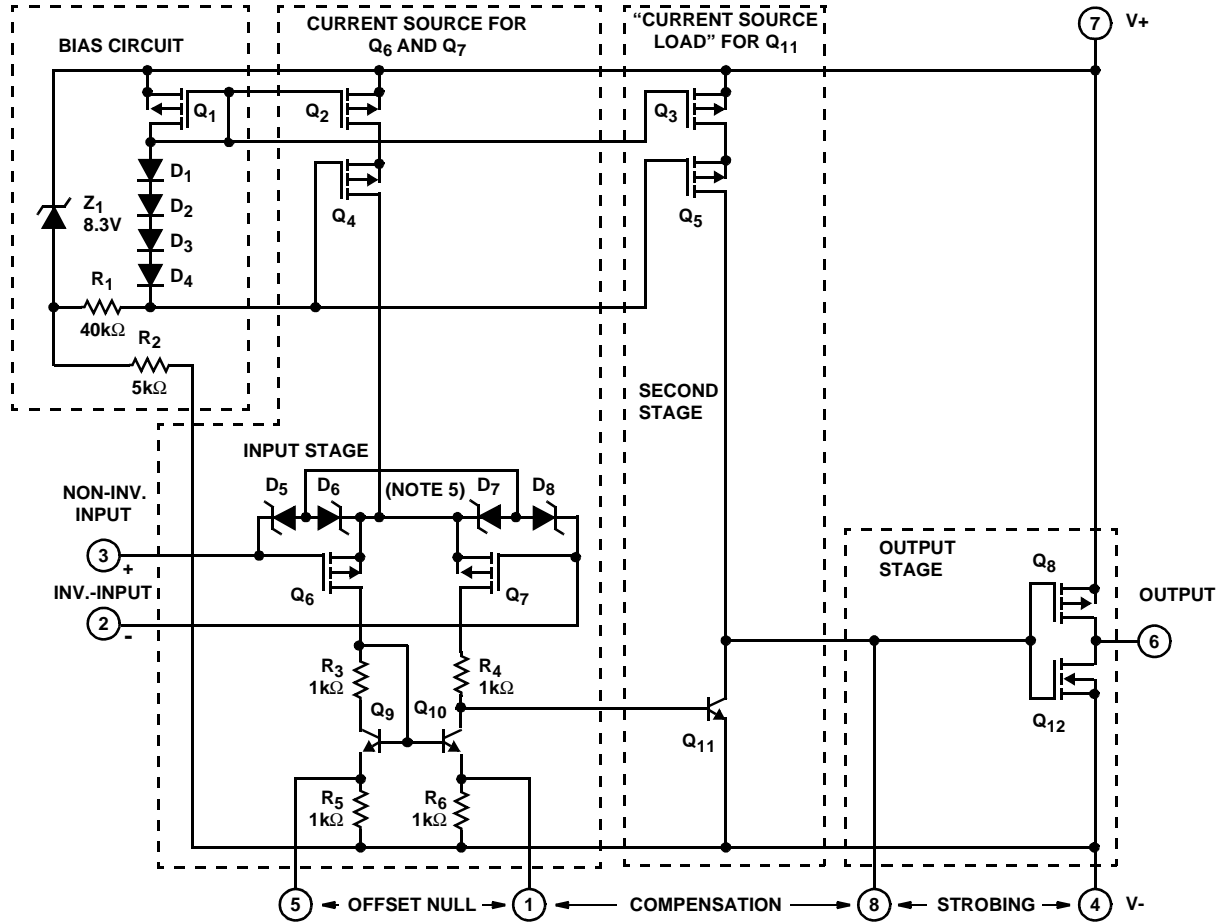 CURRENT SOURCE FOR
Q6 AND Q7
“CURRENT SOURCE
LOAD” FOR Q11
7
V+
BIAS CIRCUIT
Q1
Q2
Q3
D1
D2
D3
D4
Z1
8.3V
Q4
Q5
R1
40kΩ
R2
5kΩ
SECOND
STAGE
INPUT STAGE
D5
D6
(NOTE 5)
D7
D8
NON-INV.
INPUT
3
+
Q6
Q7
INV.-INPUT
2
-
OUTPUT
STAGE
Q8
OUTPUT
6
R3
1kΩ
R4
1kΩ
Q9
Q10
Q11
Q12
R5
1kΩ
R6
1kΩ
5
OFFSET NULL
1
COMPENSATION
8
STROBING
4
V-